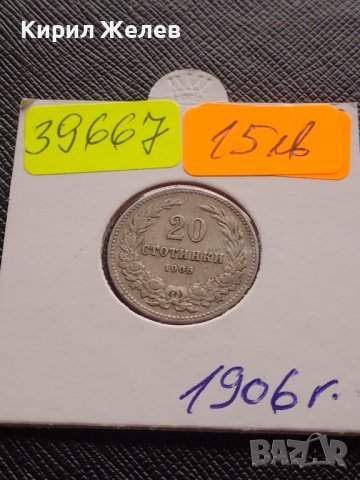 Кирил Желев
39667
15лв
20
СТОТИНКИ
1906
1906г.
BAZAR
bg